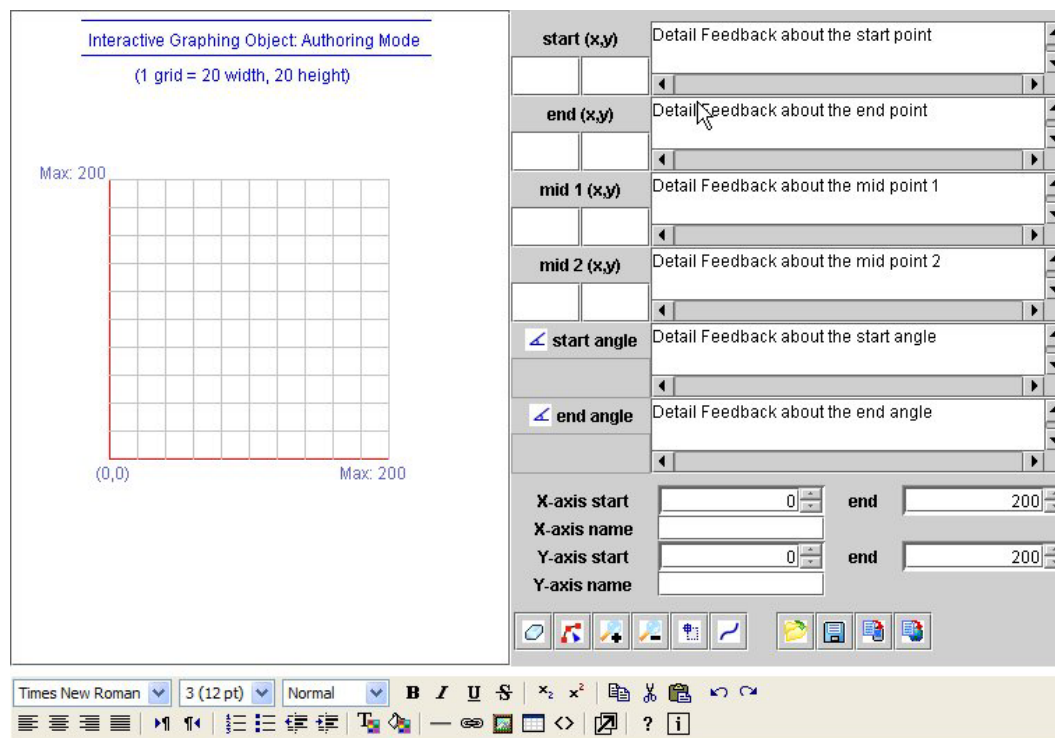 Interactive Graphing Object: Authoring Mode
(1 grid = 20 width, 20 height)
Max: 200
(0,0)
Max: 200
start (x,y)
Detail Feedback about the start point
end (x,y)
Detail Feedback about the end point
mid 1 (x,y)
Detail Feedback about the mid point 1
mid 2 (x,y)
Detail Feedback about the mid point 2
start angle
Detail Feedback about the start angle
end angle
Detail Feedback about the end angle
X-axis start 0 end 200
X-axis name
Y-axis start 0 end 200
Y-axis name
Times New Roman 3 (12 pt) Normal B I U S x₂ x²
? i